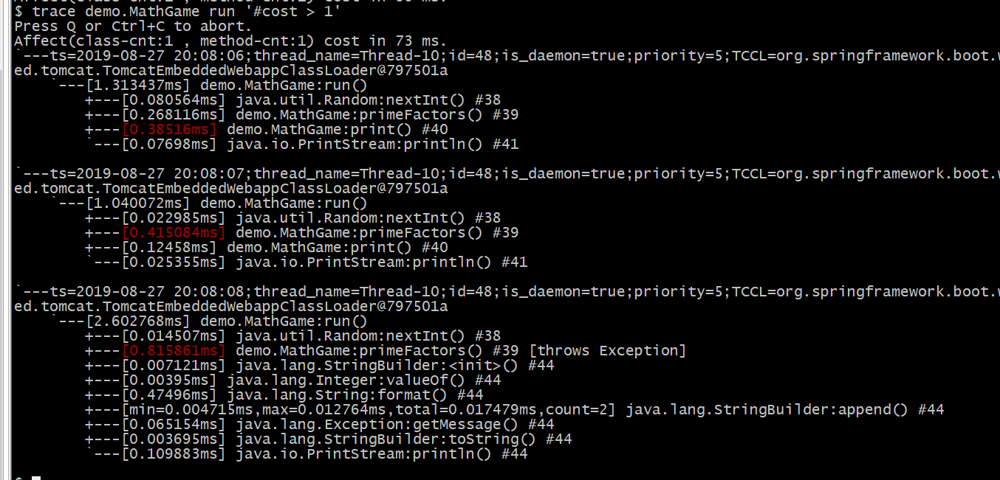 $ trace demo.MathGame run '#cost > 1'
Press Q or Ctrl+C to abort.
Affect(class-cnt:1 , method-cnt:1) cost in 73 ms.
`---ts=2019-08-27 20:08:06;thread_name=Thread-10;id=48;is_daemon=true;priority=5;TCCL=org.springframework.boot.w
ed.tomcat.TomcatEmbeddedWebappClassLoader@797501a
    `---[1.313437ms] demo.MathGame:run()
        +---[0.080564ms] java.util.Random:nextInt() #38
        +---[0.268116ms] demo.MathGame:primeFactors() #39
        +---[0.38516ms] demo.MathGame:print() #40
        `---[0.07698ms] java.io.PrintStream:println() #41
`---ts=2019-08-27 20:08:07;thread_name=Thread-10;id=48;is_daemon=true;priority=5;TCCL=org.springframework.boot.w
ed.tomcat.TomcatEmbeddedWebappClassLoader@797501a
    `---[1.040072ms] demo.MathGame:run()
        +---[0.022985ms] java.util.Random:nextInt() #38
        +---[0.415084ms] demo.MathGame:primeFactors() #39
        +---[0.12458ms] demo.MathGame:print() #40
        `---[0.025355ms] java.io.PrintStream:println() #41
`---ts=2019-08-27 20:08:08;thread_name=Thread-10;id=48;is_daemon=true;priority=5;TCCL=org.springframework.boot.w
ed.tomcat.TomcatEmbeddedWebappClassLoader@797501a
    `---[2.602768ms] demo.MathGame:run()
        +---[0.014507ms] java.util.Random:nextInt() #38
        +---[0.815861ms] demo.MathGame:primeFactors() #39 [throws Exception]
        +---[0.007121ms] java.lang.StringBuilder:<init>() #44
        +---[0.00395ms] java.lang.Integer:valueOf() #44
        +---[0.47496ms] java.lang.String:format() #44
        +---[min=0.004715ms,max=0.012764ms,total=0.017479ms,count=2] java.lang.StringBuilder:append() #44
        +---[0.065154ms] java.lang.Exception:getMessage() #44
        +---[0.003695ms] java.lang.StringBuilder:toString() #44
        `---[0.109883ms] java.io.PrintStream:println() #44